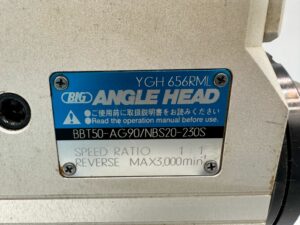 YGH 656RML
BIG ANGLE HEAD
●ご使用前に取扱説明書をお読みください
●Read the operation manual before use.
BBT50-AG90/NBS20-230S
SPEED RATIO 1:1
REVERSE MAX3,000min⁻¹